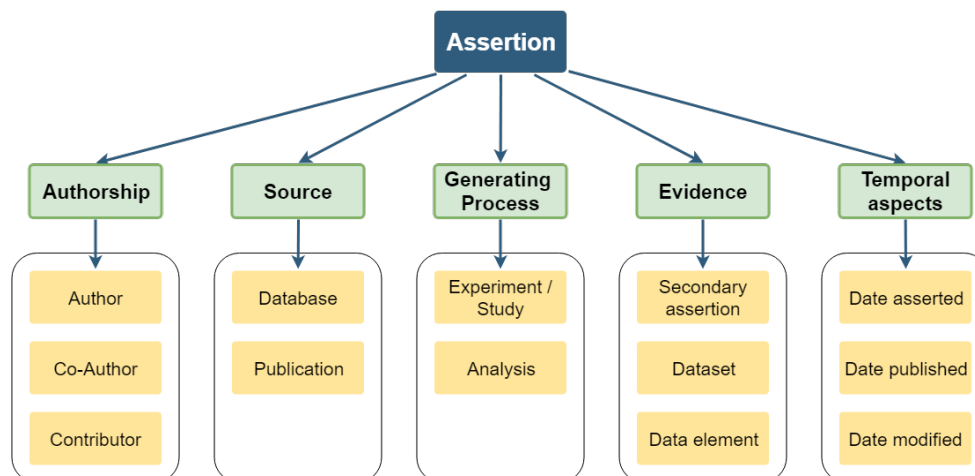 Assertion
Authorship
Source
Generating
Process
Evidence
Temporal
aspects
Author
Co-Author
Contributor
Database
Publication
Experiment /
Study
Analysis
Secondary
assertion
Dataset
Data element
Date asserted
Date published
Date modified